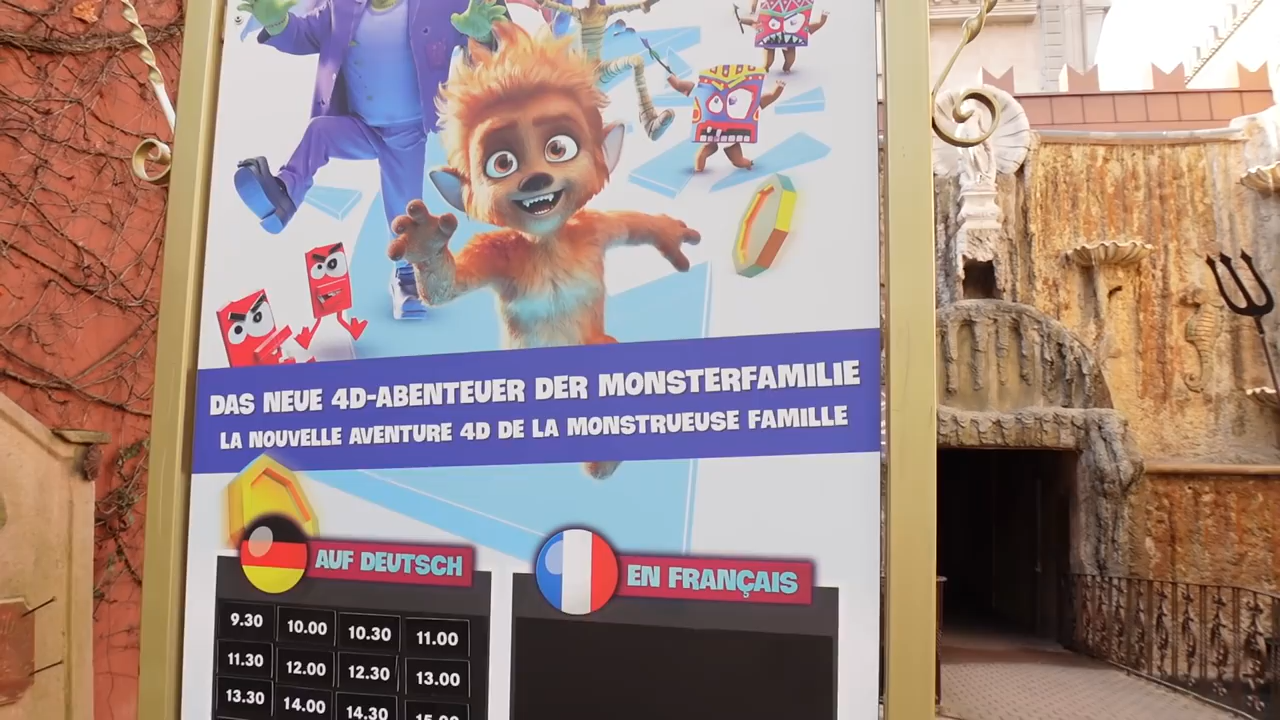 DAS NEUE 4D-ABENTEUER DER MONSTERFAMILIE
LA NOUVELLE AVENTURE 4D DE LA MONSTRUEUSE FAMILLE
AUF DEUTSCH
EN FRANÇAIS
9.30 10.00 10.30 11.00
11.30 12.00 12.30 13.00
13.30 14.00 14.30